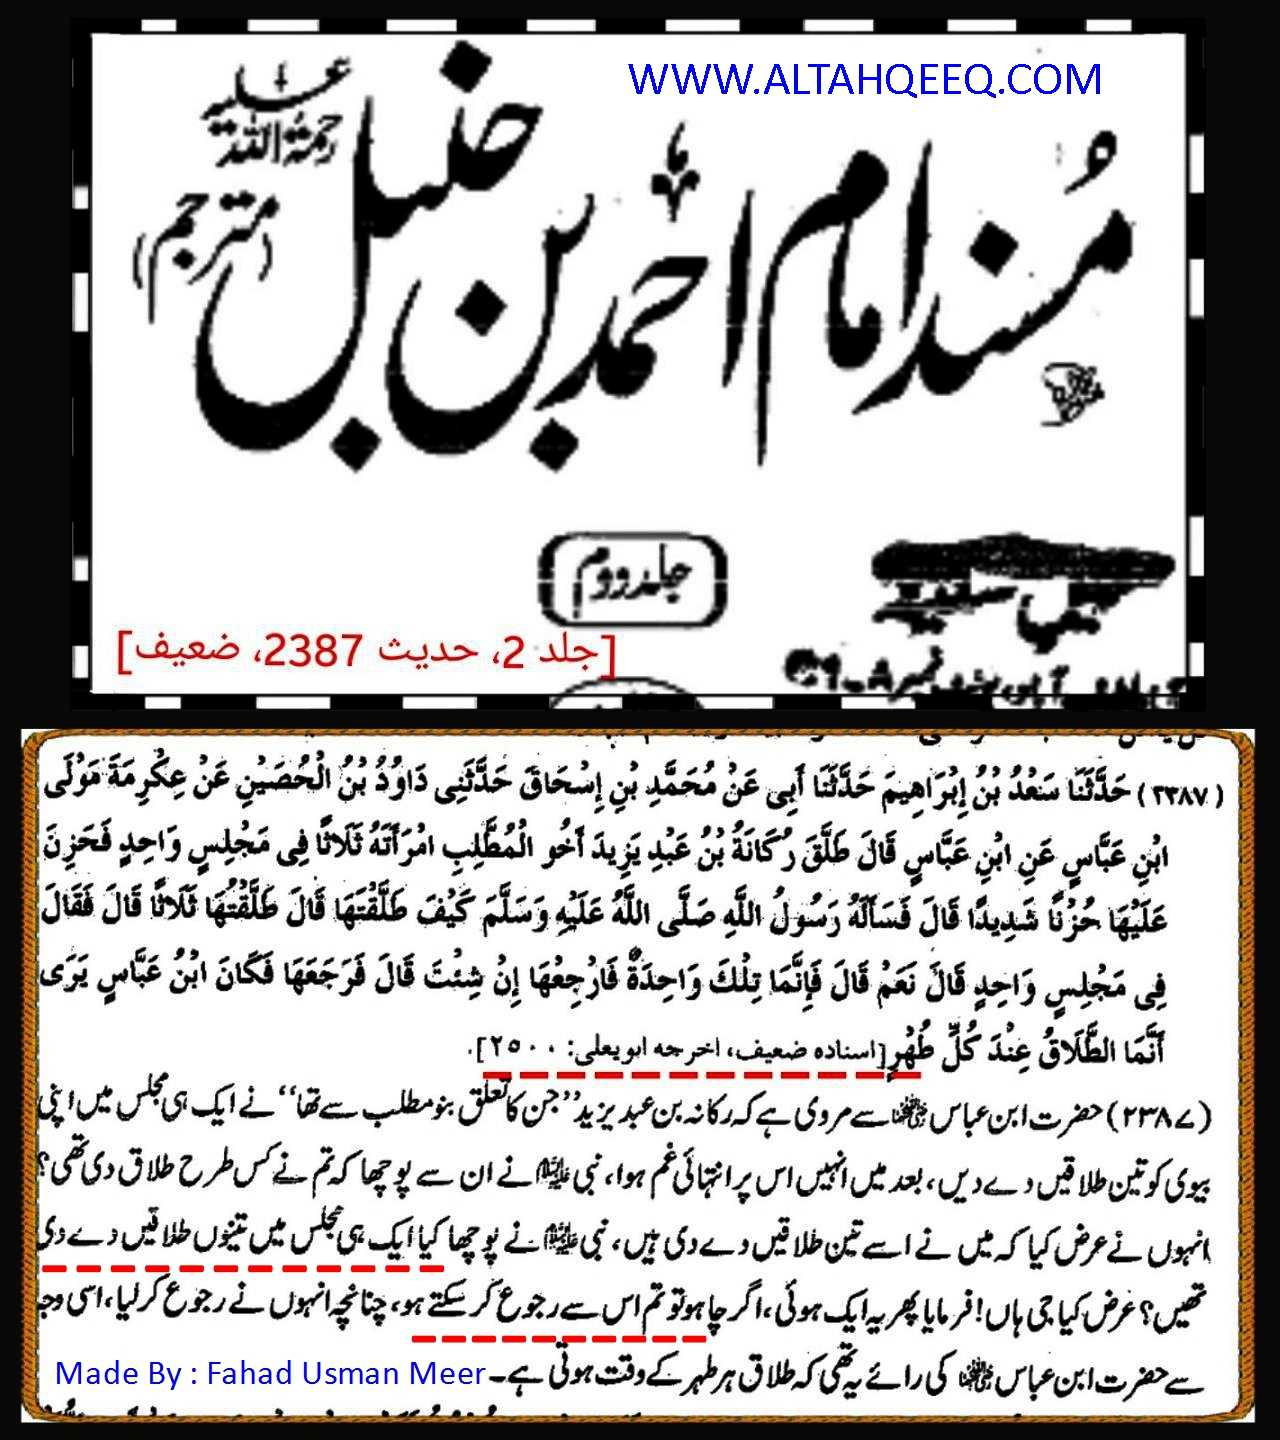 WWW.ALTAHQEEQ.COM
مُسند امام احمد بن حنبل
رحمۃ اللہ علیہ
(مترجم)
جلد دوم
[جلد 2، حدیث 2387، ضعیف]
(۲۳۸۷) حَدَّثَنَا سَعْدُ بْنُ إِبْرَاهِيمَ حَدَّثَنَا أَبِي عَنْ مُحَمَّدِ بْنِ إِسْحَاقَ حَدَّثَنِي دَاوُدُ بْنُ الْحُصَيْنِ عَنْ عِكْرِمَةَ مَوْلَى
ابْنِ عَبَّاسٍ عَنِ ابْنِ عَبَّاسٍ قَالَ طَلَّقَ رُكَانَةُ بْنُ عَبْدِ يَزِيدَ أَخُو الْمُطَّلِبِ امْرَأَتَهُ ثَلَاثًا فِي مَجْلِسٍ وَاحِدٍ فَحَزِنَ
عَلَيْهَا حُزْنًا شَدِيدًا قَالَ فَسَأَلَهُ رَسُولُ اللَّهِ صَلَّى اللَّهُ عَلَيْهِ وَسَلَّمَ كَيْفَ طَلَّقْتَهَا قَالَ طَلَّقْتُهَا ثَلَاثًا قَالَ فَقَالَ
فِي مَجْلِسٍ وَاحِدٍ قَالَ نَعَمْ قَالَ فَإِنَّمَا تِلْكَ وَاحِدَةٌ فَارْجِعْهَا إِنْ شِئْتَ قَالَ فَرَجَعَهَا فَكَانَ ابْنُ عَبَّاسٍ يَرَى
أَنَّمَا الطَّلَاقُ عِنْدَ كُلِّ طُهْرٍ [اسناده ضعیف، اخرجه ابویعلی: ۲۵۰۰].
(۲۳۸۷) حضرت ابن عباس ؓ سے مروی ہے کہ رکانہ بن عبد یزید ”جن کا تعلق بنو مطلب سے تھا“ نے ایک ہی مجلس میں اپنی
بیوی کو تین طلاقیں دے دیں، بعد میں انہیں اس پر انتہائی غم ہوا، نبی علیہ السلام نے ان سے پوچھا کہ تم نے کس طرح طلاق دی تھی؟
انہوں نے عرض کیا کہ میں نے اسے تین طلاقیں دے دی ہیں، نبی علیہ السلام نے پوچھا کیا ایک ہی مجلس میں تینوں طلاقیں دے دی
تھیں؟ عرض کیا جی ہاں! فرمایا پھر یہ ایک ہوئی، اگر چاہو تو تم اس سے رجوع کر سکتے ہو، چنانچہ انہوں نے رجوع کر لیا، اسی وجہ
سے حضرت ابن عباس ؓ کی رائے یہ تھی کہ طلاق ہر طہر کے وقت ہوتی ہے۔
Made By : Fahad Usman Meer